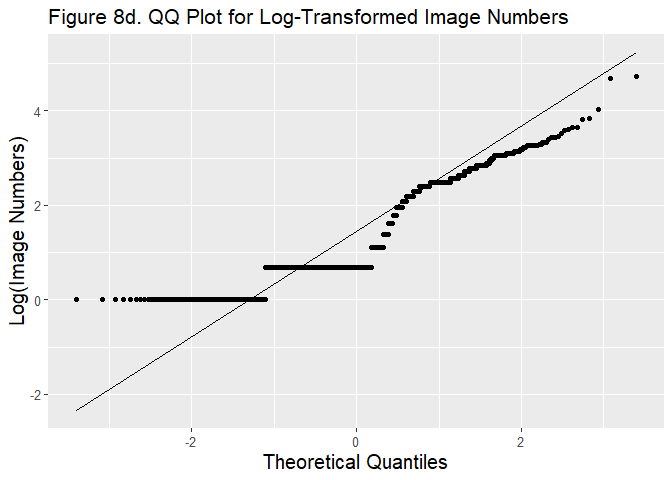 Figure 8d. QQ Plot for Log-Transformed Image Numbers
Log(Image Numbers)
4
2
0
-2
-2
0
2
Theoretical Quantiles